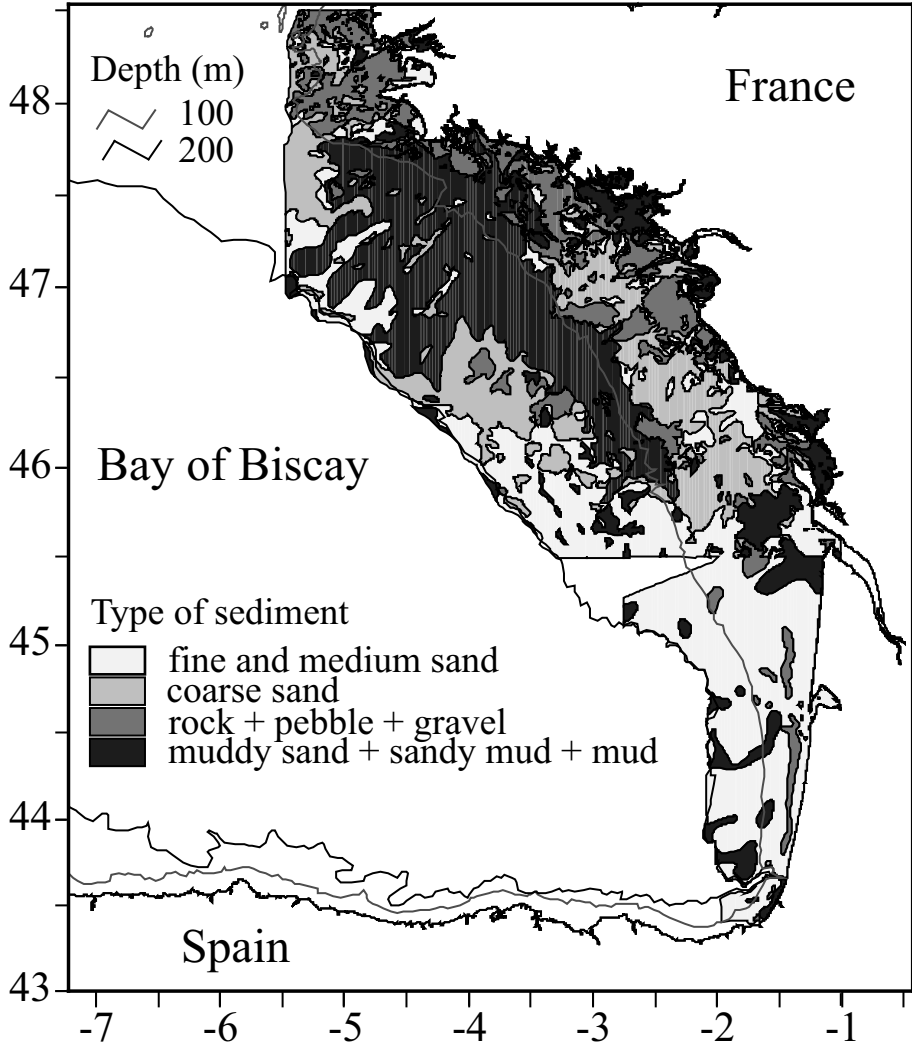 Depth (m)
100
200
France
Bay of Biscay
Type of sediment
fine and medium sand
coarse sand
rock + pebble + gravel
muddy sand + sandy mud + mud
Spain
48
47
46
45
44
43
-7 -6 -5 -4 -3 -2 -1